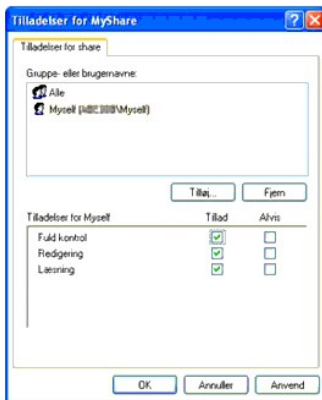 Tilladelser for MyShare
Tilladelser for share
Gruppe- eller brugernavne:
Alle
Myself (\Myself)
Tilføj... Fjern
Tilladelser for Myself Tillad Afvis
Fuld kontrol
Redigering
Læsning
OK Annuller Anvend